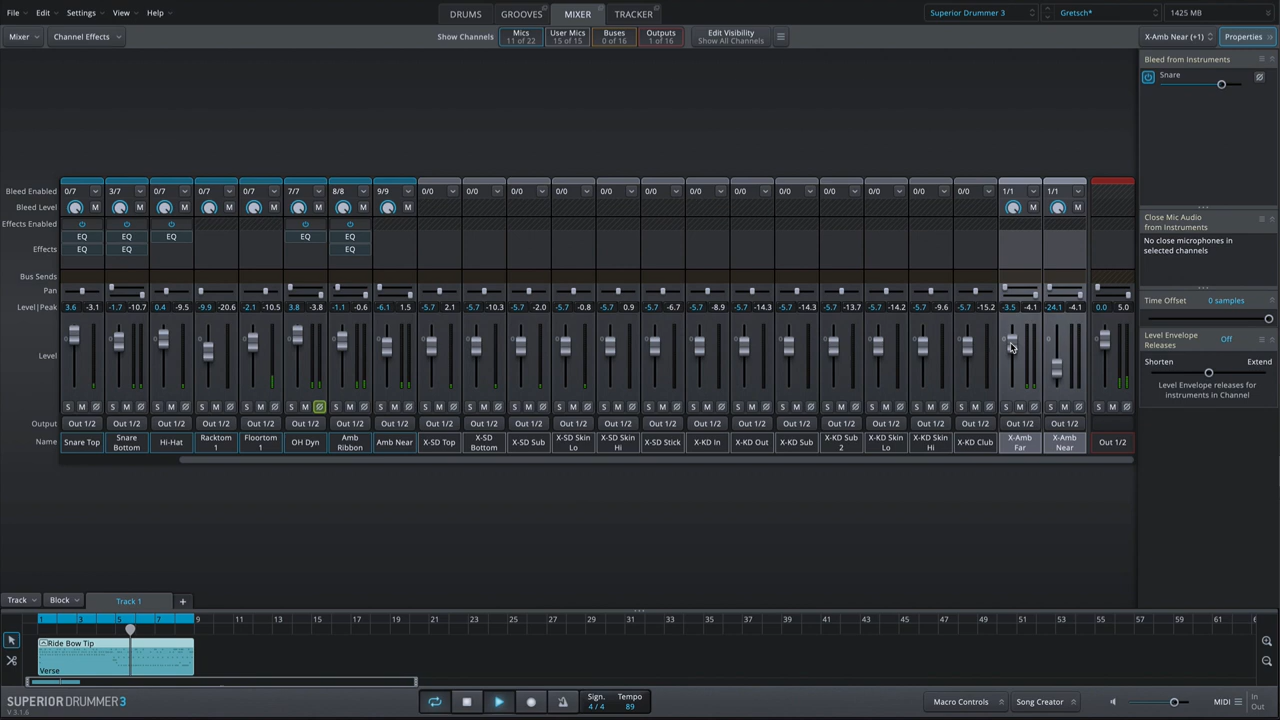 File Edit Settings View Help
DRUMS GROOVES MIXER TRACKER
Superior Drummer 3 Gretsch* 1425 MB
Mixer Channel Effects
Show Channels
Mics
11 of 22
User Mics
15 of 15
Buses
0 of 16
Outputs
1 of 16
Edit Visibility
Show All Channels
X-Amb Near (+1) Properties
Bleed from Instruments
Snare
Bleed Enabled 0/7 3/7 0/7 0/7 0/7 7/7 8/8 9/9 0/0 0/0 0/0 0/0 0/0 0/0 0/0 0/0 0/0 0/0 0/0 0/0 0/0 1/1 1/1
Bleed Level M M M M M M M M M M
Effects Enabled
EQ EQ EQ EQ EQ
Effects EQ EQ EQ
Bus Sends
Pan
Level|Peak 3.6 -3.1 -1.7 -10.7 0.4 -9.5 -9.9 -20.6 -2.1 -10.5 3.8 -3.8 -1.1 -0.6 -6.1 1.5 -5.7 2.1 -5.7 -10.3 -5.7 -2.0 -5.7 -0.8 -5.7 0.9 -5.7 -6.7 -5.7 -8.9 -5.7 -14.3 -5.7 -14.3 -5.7 -13.7 -5.7 -14.2 -5.7 -9.6 -5.7 -15.2 -3.5 -4.1 -24.1 -4.1 0.0 5.0
Level
S M S M S M S M S M S M S M S M S M S M S M S M S M S M S M S M S M S M S M S M S M S M S M S M
Output Out 1/2 Out 1/2 Out 1/2 Out 1/2 Out 1/2 Out 1/2 Out 1/2 Out 1/2 Out 1/2 Out 1/2 Out 1/2 Out 1/2 Out 1/2 Out 1/2 Out 1/2 Out 1/2 Out 1/2 Out 1/2 Out 1/2 Out 1/2 Out 1/2 Out 1/2 Out 1/2
Name
Snare Top
Snare
Bottom
Hi-Hat
Racktom
1
Floortom
1
OH Dyn
Amb
Ribbon
Amb Near
X-SD Top
X-SD
Bottom
X-SD Sub
X-SD Skin
Lo
X-SD Skin
Hi
X-SD Stick
X-KD In
X-KD Out
X-KD Sub
X-KD Sub
2
X-KD Skin
Lo
X-KD Skin
Hi
X-KD Club
X-Amb
Far
X-Amb
Near
Out 1/2
Close Mic Audio
from Instruments
No close microphones in
selected channels
Time Offset 0 samples
Level Envelope
Releases
Off
Shorten Extend
Level Envelope releases for
instruments in Channel
Track Block Track 1 +
1 3 5 7 9 11 13 15 17 19 21 23 25 27 29 31 33 35 37 39 41 43 45 47 49 51 53 55 57 59 61
Ride Bow Tip
Verse
SUPERIOR DRUMMER 3
V 3.1.6
Sign.
4/4
Tempo
89
Macro Controls Song Creator MIDI
In
Out